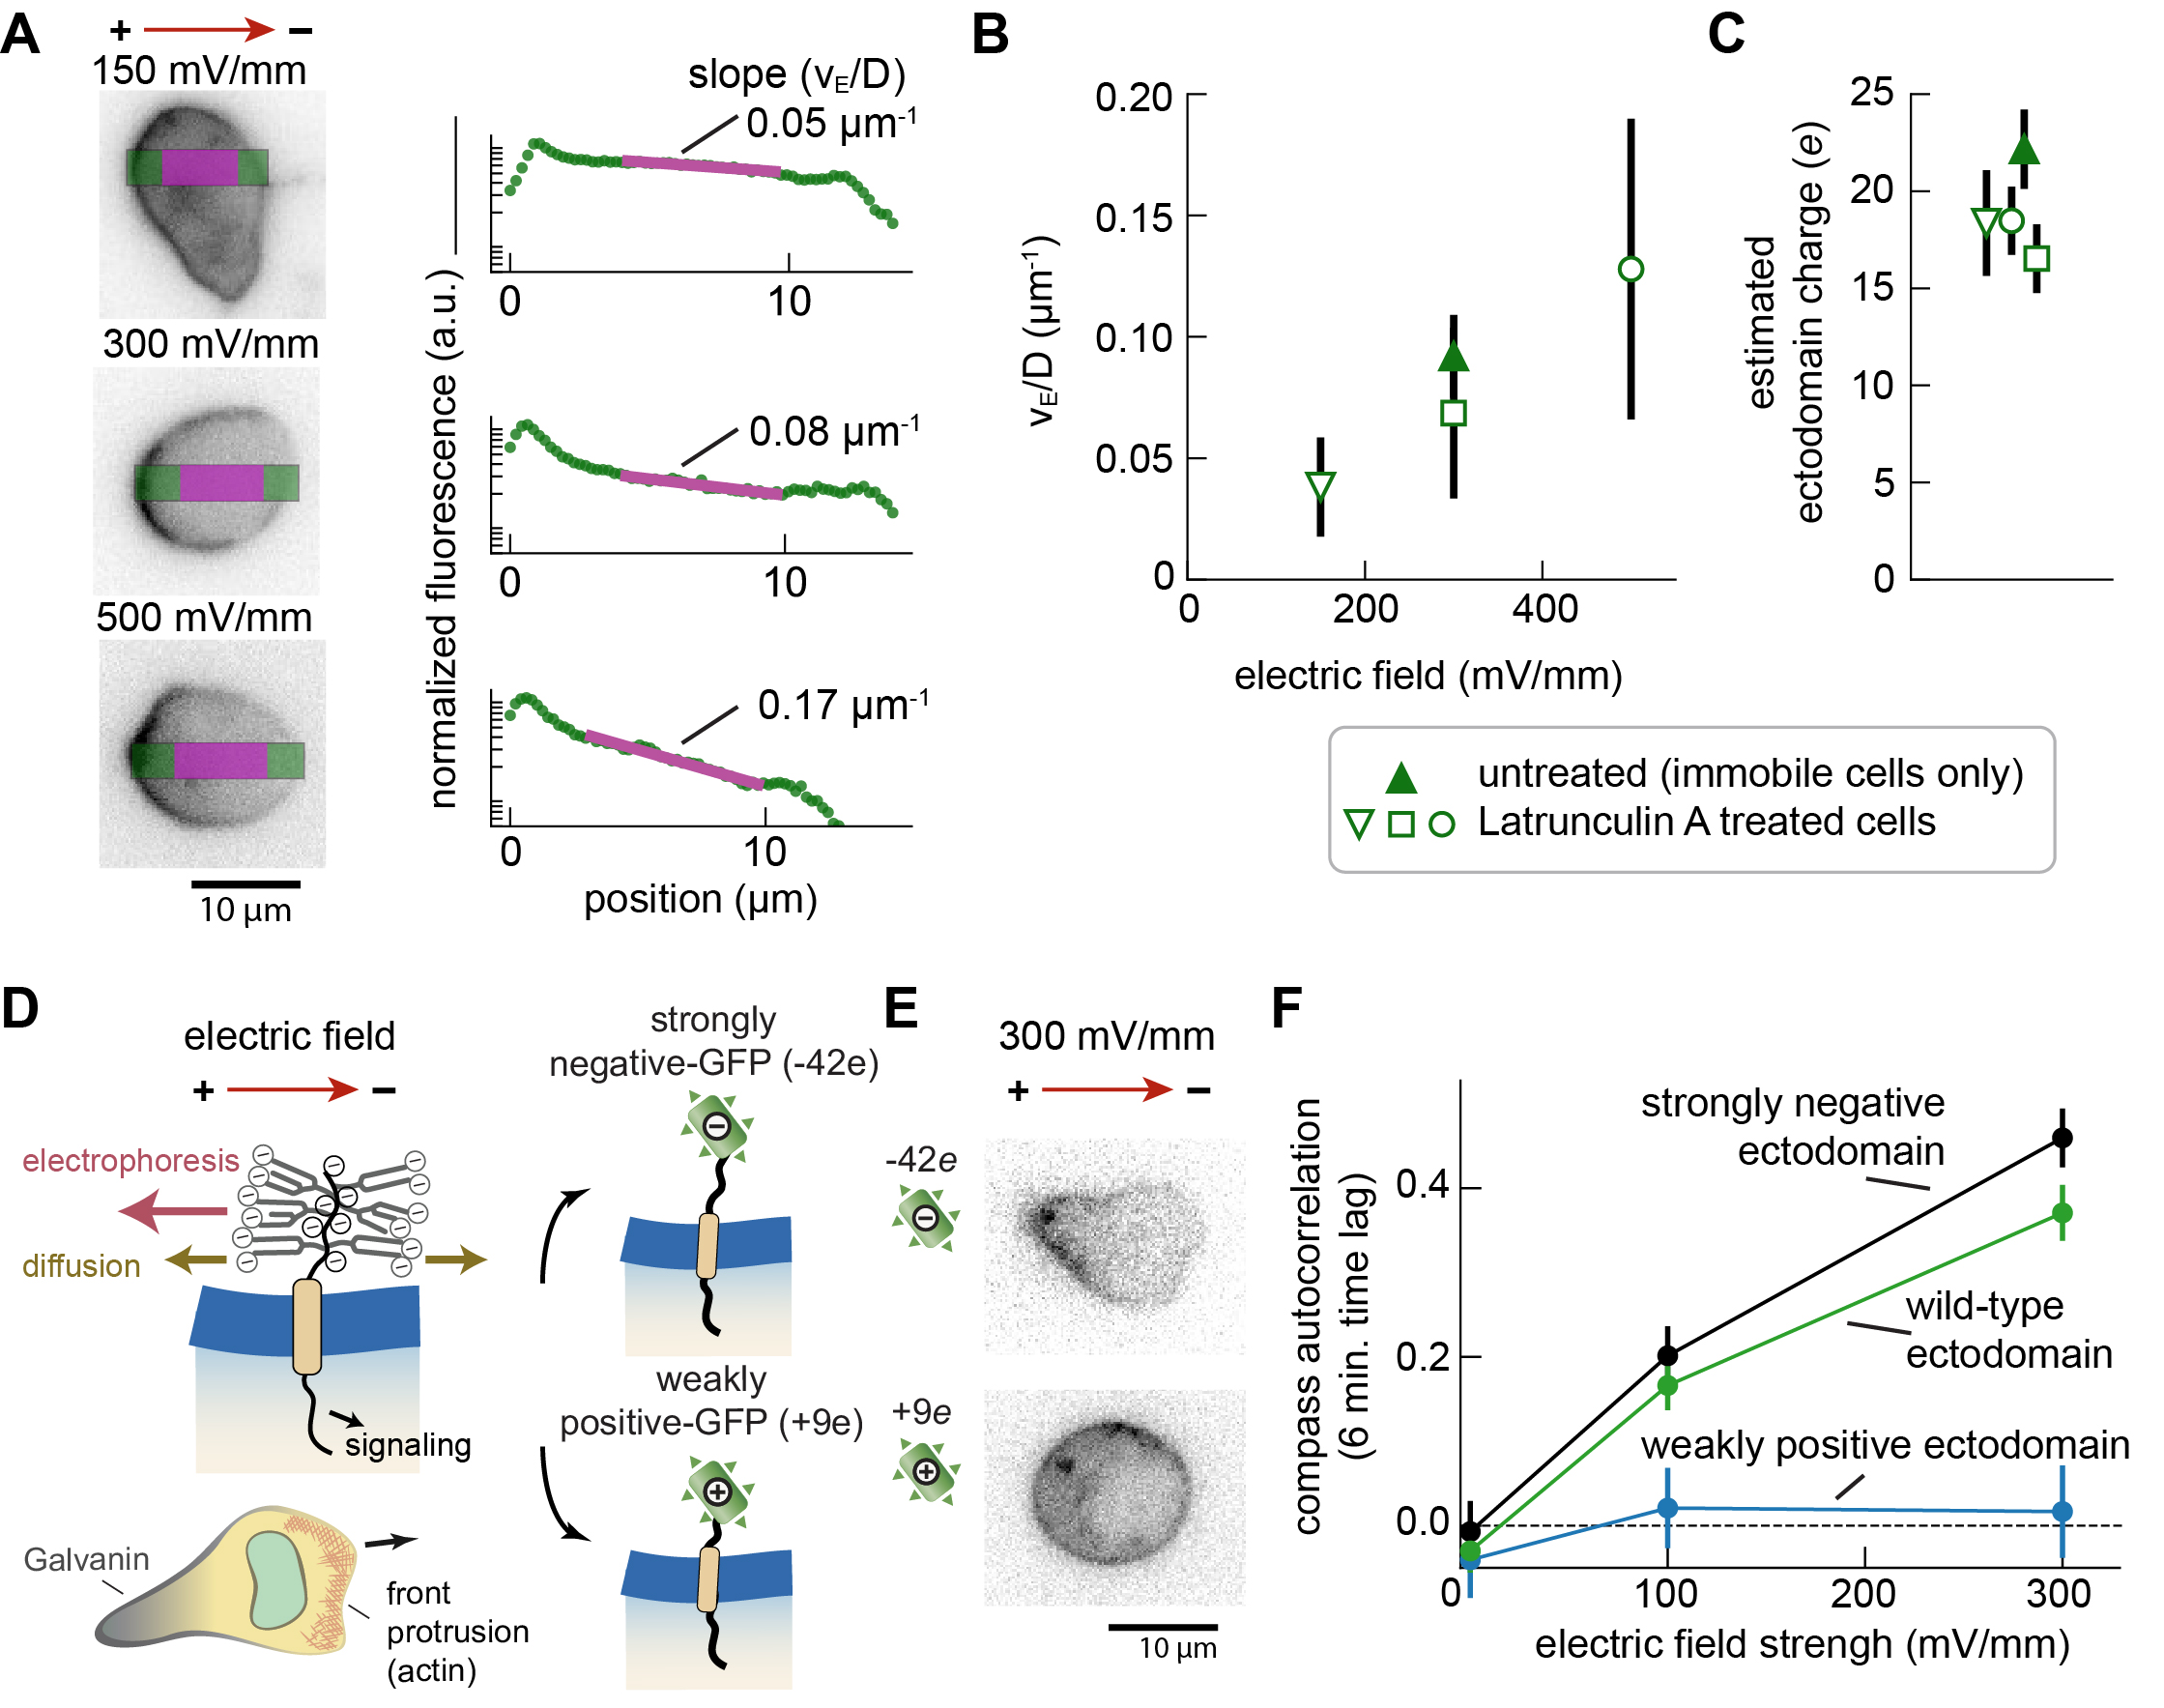 A
+ −
150 mV/mm
300 mV/mm
500 mV/mm
10 µm
normalized fluorescence (a.u.)
slope (vE/D)
0.05 µm-1
0 10
0.08 µm-1
0 10
0.17 µm-1
0 10
position (µm)
B
vE/D (µm-1)
0.20
0.15
0.10
0.05
0
0 200 400
electric field (mV/mm)
C
estimated
ectodomain charge (e)
25
20
15
10
5
0
untreated (immobile cells only)
Latrunculin A treated cells
D
electric field
+ −
electrophoresis
diffusion
signaling
Galvanin
front
protrusion
(actin)
strongly
negative-GFP (-42e)
weakly
positive-GFP (+9e)
E
300 mV/mm
+ −
-42e
+9e
10 µm
F
compass autocorrelation
(6 min. time lag)
0.4
0.2
0.0
strongly negative
ectodomain
wild-type
ectodomain
weakly positive ectodomain
0 100 200 300
electric field strengh (mV/mm)